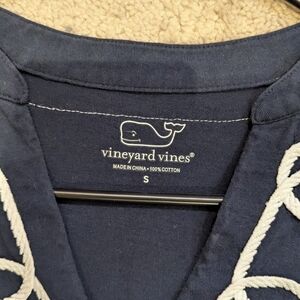 vineyard vines®
MADE IN CHINA • 100% COTTON
S